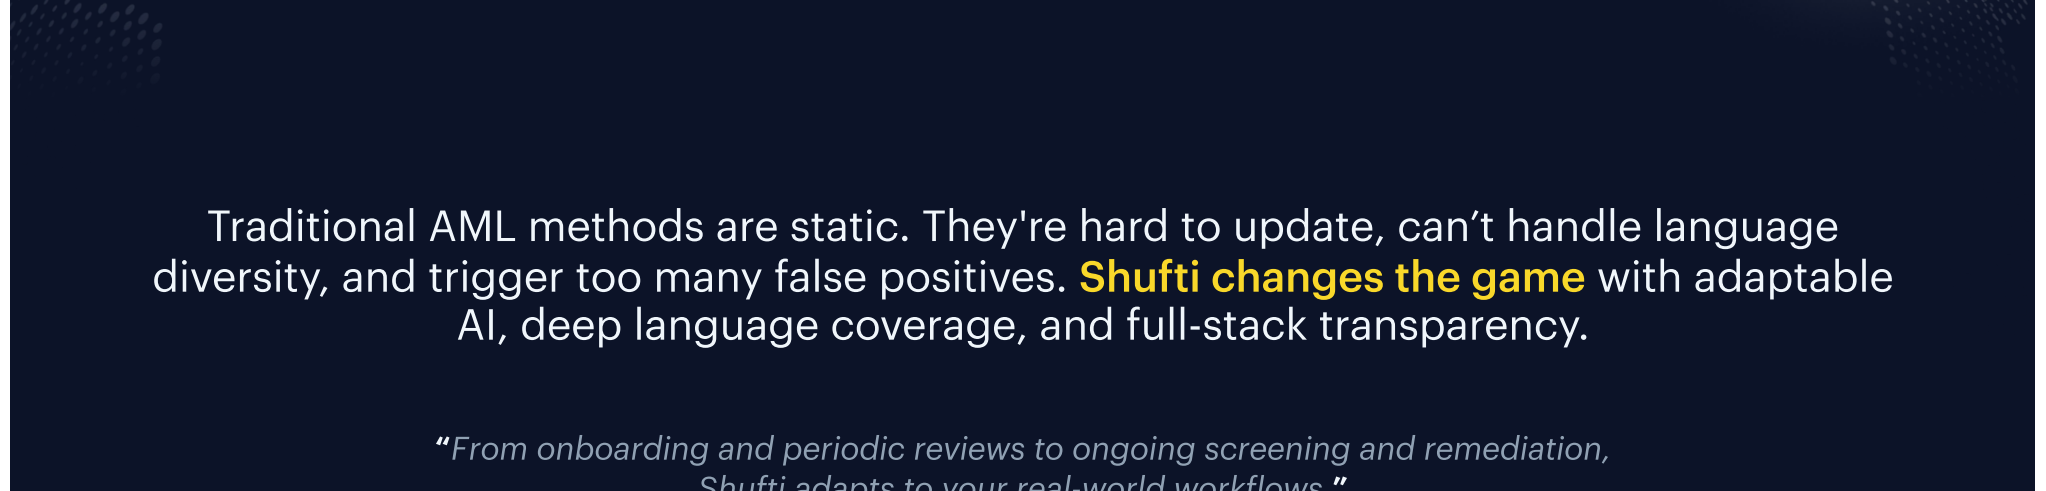 Traditional AML methods are static. They're hard to update, can’t handle language
diversity, and trigger too many false positives. Shufti changes the game with adaptable
AI, deep language coverage, and full-stack transparency.
“From onboarding and periodic reviews to ongoing screening and remediation,
Shufti adapts to your real-world workflows.”